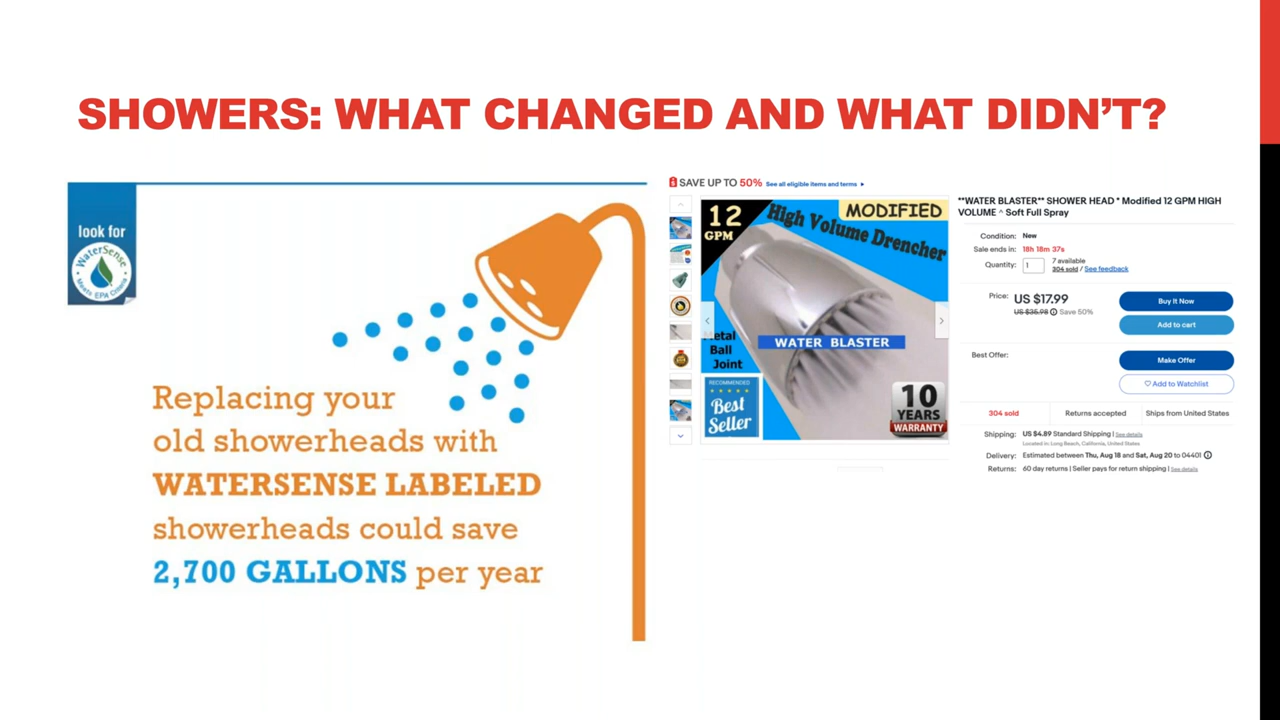 SHOWERS: WHAT CHANGED AND WHAT DIDN'T?
look for
WaterSense
Meets EPA Criteria
Replacing your
old showerheads with
WATERSENSE LABELED
showerheads could save
2,700 GALLONS per year
SAVE UP TO 50% See all eligible items and terms
12
GPM
High Volume Drencher
MODIFIED
WATER BLASTER
Metal
Ball
Joint
RECOMMENDED
Best
Seller
10
YEARS
WARRANTY
**WATER BLASTER** SHOWER HEAD * Modified 12 GPM HIGH
VOLUME ^ Soft Full Spray
Condition: New
Sale ends in: 18h 18m 37s
Quantity: 1 7 available
304 sold / See feedback
Price: US $17.99
US $35.98 Save 50%
Buy It Now
Add to cart
Best Offer:
Make Offer
Add to Watchlist
304 sold Returns accepted Ships from United States
Shipping: US $4.89 Standard Shipping | See details
Located in: Long Beach, California, United States
Delivery: Estimated between Thu, Aug 18 and Sat, Aug 20 to 04401
Returns: 60 day returns | Seller pays for return shipping | See details